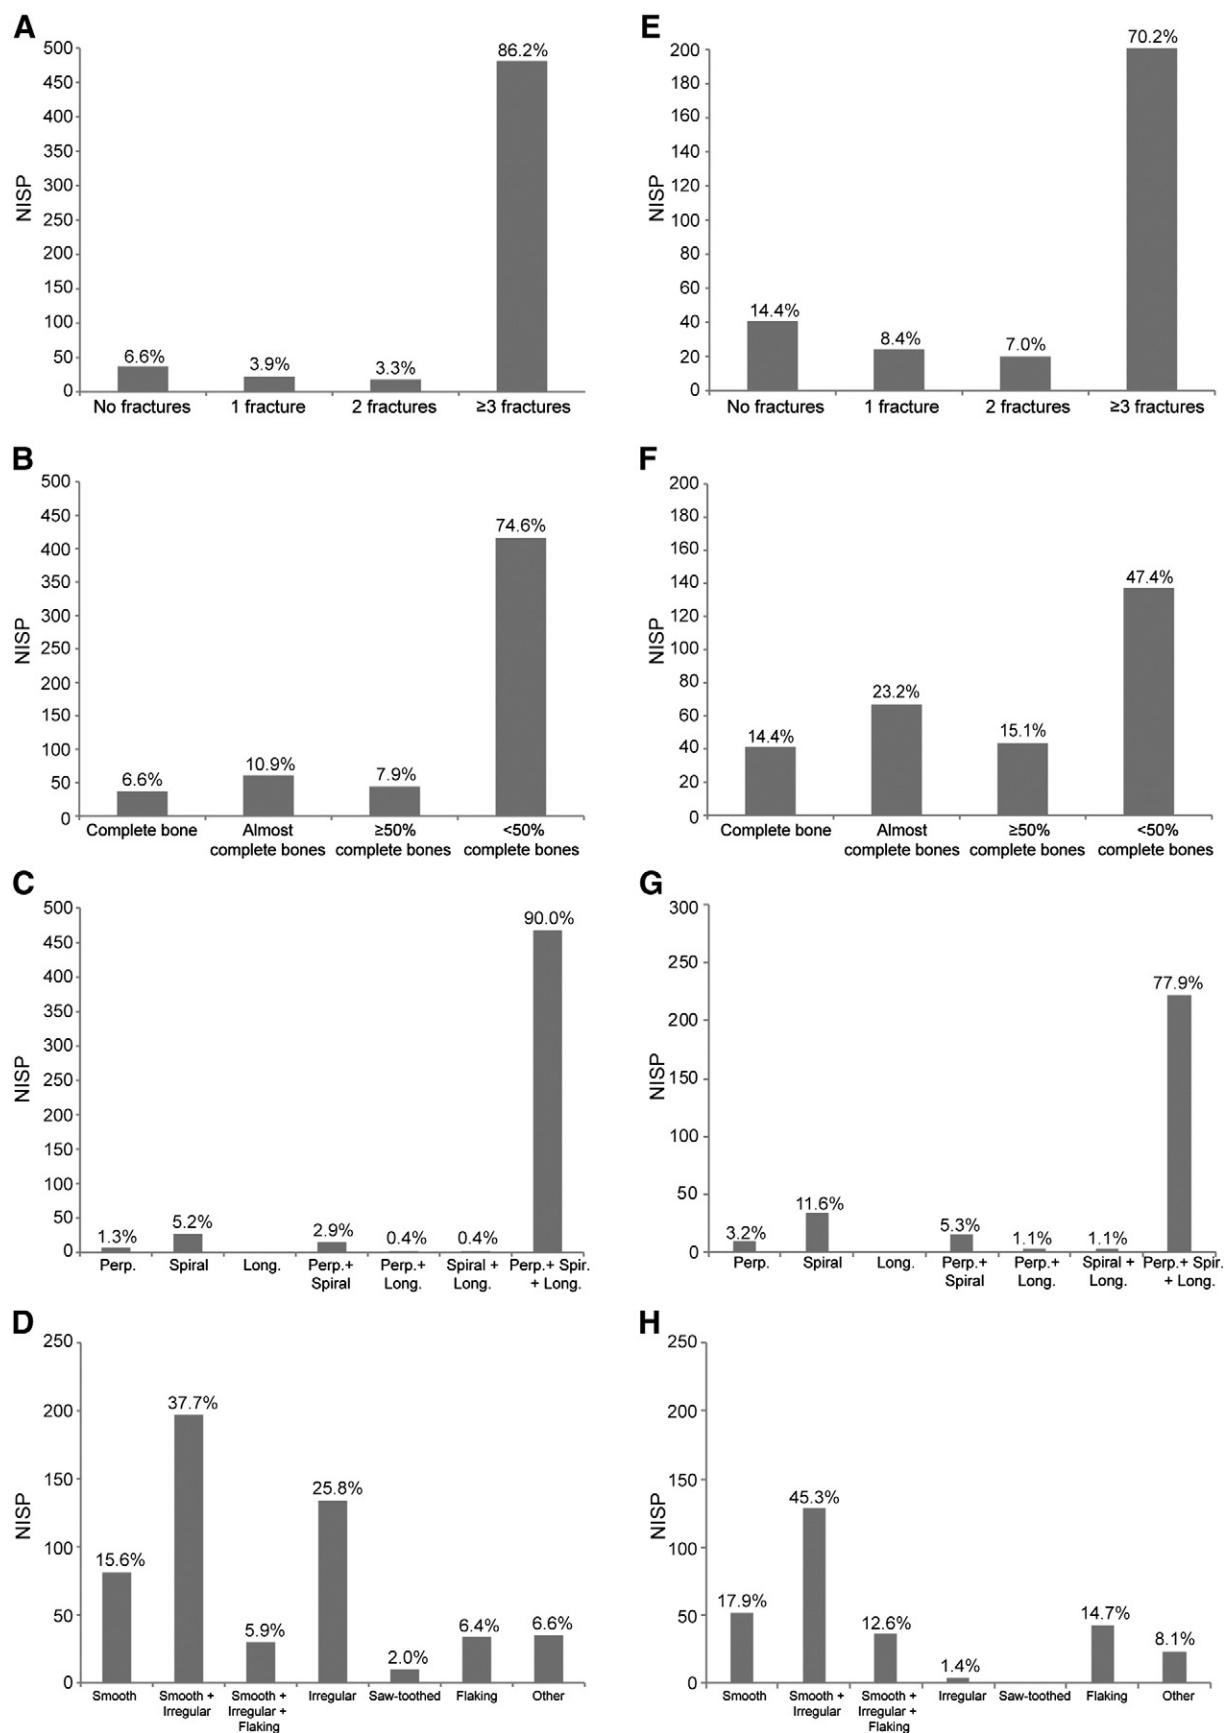 A
500
450
400
350
300
250
200
150
100
50
0
NISP
6.6%
3.9%
3.3%
86.2%
No fractures
1 fracture
2 fractures
≥3 fractures
E
200
180
160
140
120
100
80
60
40
20
0
NISP
14.4%
8.4%
7.0%
70.2%
No fractures
1 fracture
2 fractures
≥3 fractures
B
500
450
400
350
300
250
200
150
100
50
0
NISP
6.6%
10.9%
7.9%
74.6%
Complete bone
Almost
complete bones
≥50%
complete bones
<50%
complete bones
F
200
180
160
140
120
100
80
60
40
20
0
NISP
14.4%
23.2%
15.1%
47.4%
Complete bone
Almost
complete bones
≥50%
complete bones
<50%
complete bones
C
500
450
400
350
300
250
200
150
100
50
0
NISP
1.3%
5.2%
2.9%
0.4%
0.4%
90.0%
Perp.
Spiral
Long.
Perp.+
Spiral
Perp.+
Long.
Spiral +
Long.
Perp.+ Spir.
+ Long.
G
300
250
200
150
100
50
0
NISP
3.2%
11.6%
5.3%
1.1%
1.1%
77.9%
Perp.
Spiral
Long.
Perp.+
Spiral
Perp.+
Long.
Spiral +
Long.
Perp.+ Spir.
+ Long.
D
250
200
150
100
50
0
NISP
15.6%
37.7%
5.9%
25.8%
2.0%
6.4%
6.6%
Smooth
Smooth +
Irregular
Smooth +
Irregular +
Flaking
Irregular
Saw-toothed
Flaking
Other
H
250
200
150
100
50
0
NISP
17.9%
45.3%
12.6%
1.4%
14.7%
8.1%
Smooth
Smooth +
Irregular
Smooth +
Irregular +
Flaking
Irregular
Saw-toothed
Flaking
Other